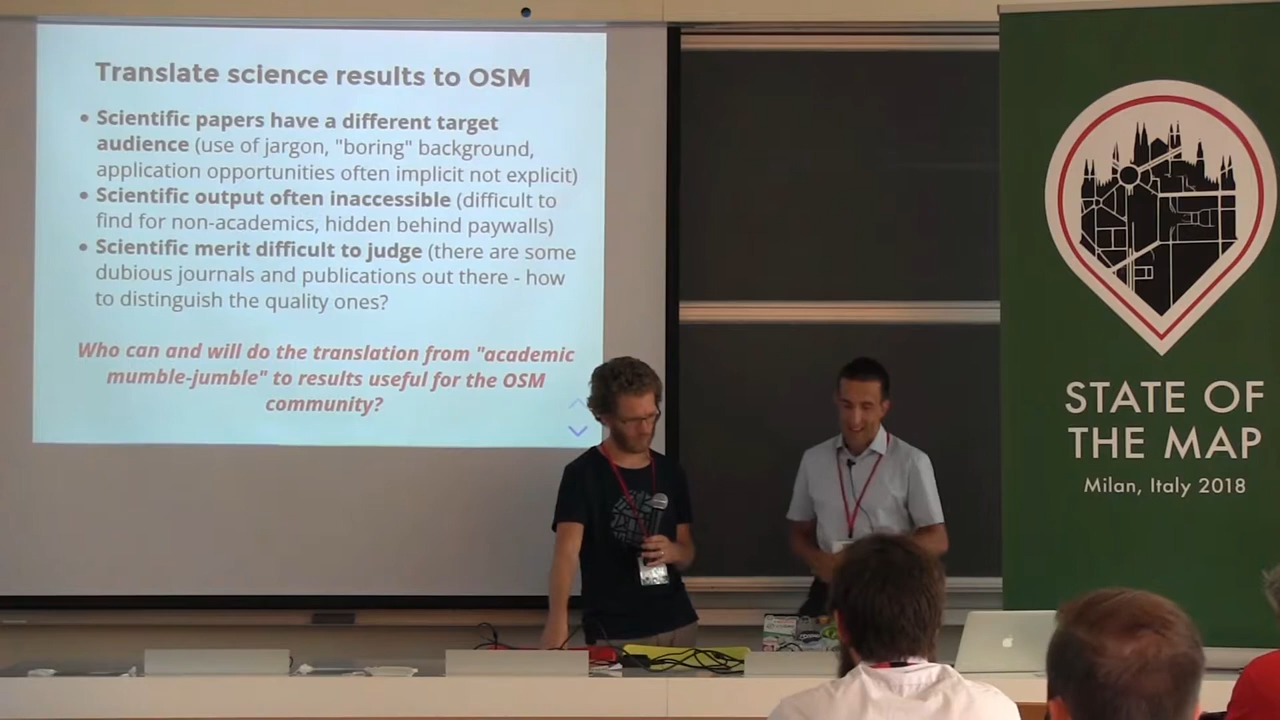 Translate science results to OSM
• Scientific papers have a different target
audience (use of jargon, "boring" background,
application opportunities often implicit not explicit)
• Scientific output often inaccessible (difficult to
find for non-academics, hidden behind paywalls)
• Scientific merit difficult to judge (there are some
dubious journals and publications out there - how
to distinguish the quality ones?
Who can and will do the translation from "academic
mumble-jumble" to results useful for the OSM
community?
STATE OF
THE MAP
Milan, Italy 2018